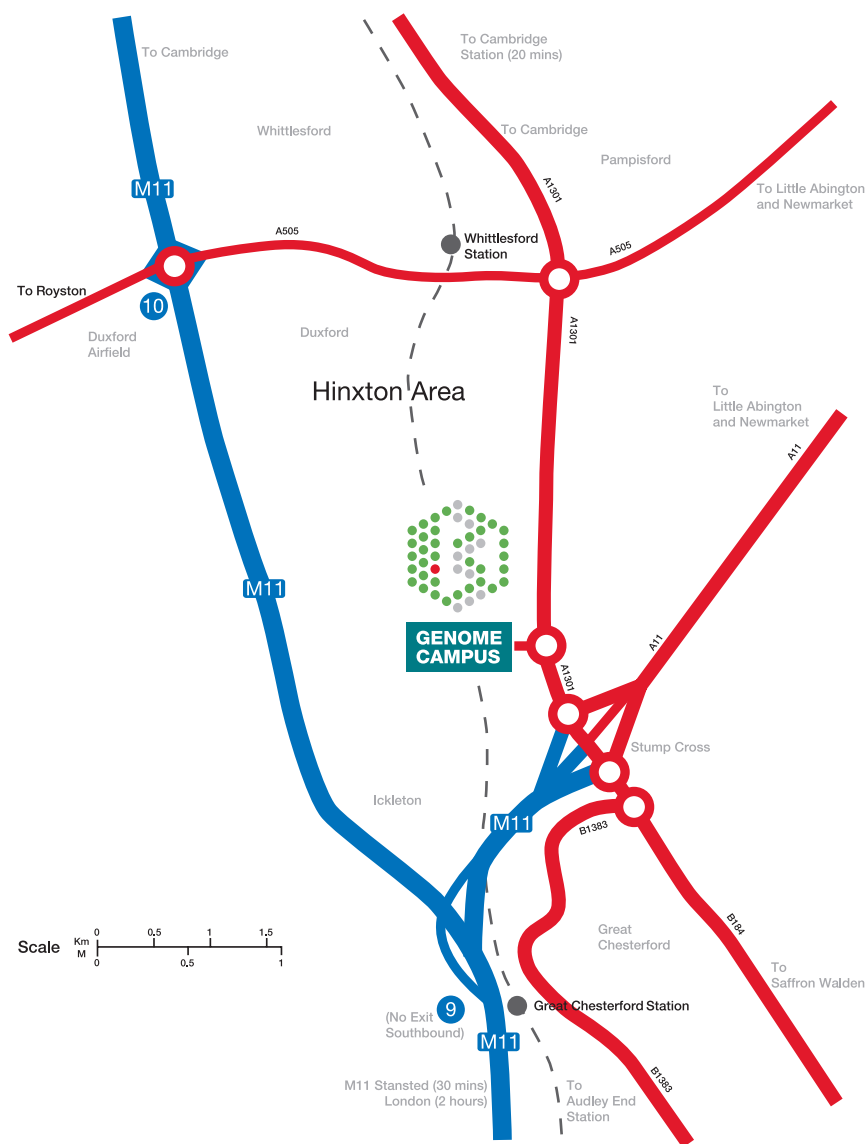 To Cambridge
To Cambridge
Station (20 mins)
Whittlesford
To Cambridge
Pampisford
M11
A1301
To Little Abington
and Newmarket
A505
Whittlesford
Station
A505
To Royston
10
A1301
Duxford
Airfield
Duxford
Hinxton Area
To
Little Abington
and Newmarket
A11
M11
GENOME
CAMPUS
A11
A1301
Stump Cross
Ickleton
M11
B1383
Great
Chesterford
B184
Scale
Km
0
0.5
1
1.5
M
0
0.5
1
To
Saffron Walden
9
Great Chesterford Station
(No Exit
Southbound)
M11
M11 Stansted (30 mins)
London (2 hours)
To
Audley End
Station
B1383